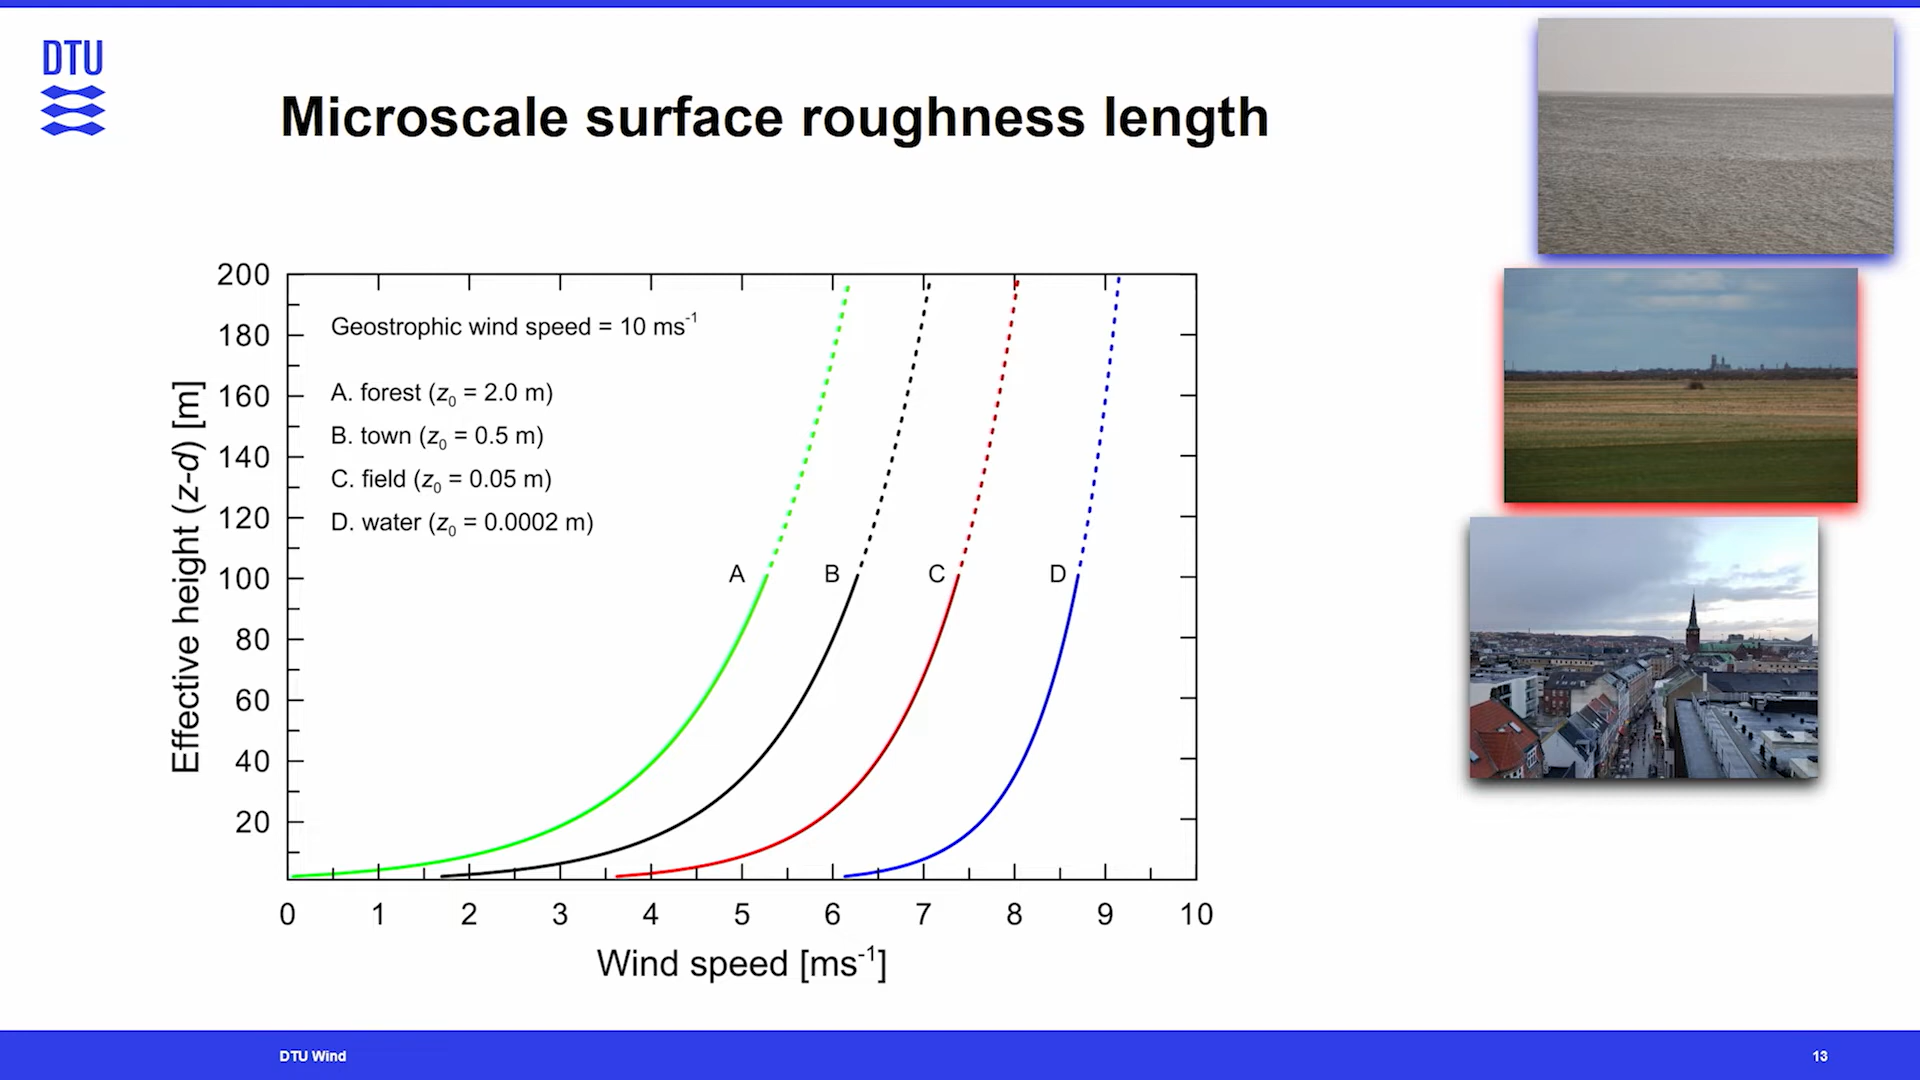 DTU
Microscale surface roughness length
Geostrophic wind speed = 10 ms⁻¹
A. forest (z₀ = 2.0 m)
B. town (z₀ = 0.5 m)
C. field (z₀ = 0.05 m)
D. water (z₀ = 0.0002 m)
A B C D
Effective height (z-d) [m]
200
180
160
140
120
100
80
60
40
20
0 1 2 3 4 5 6 7 8 9 10
Wind speed [ms⁻¹]
DTU Wind
13